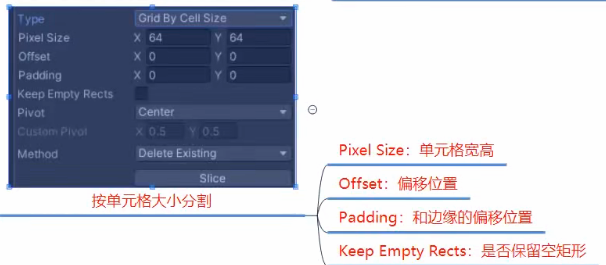 Type Grid By Cell Size
Pixel Size X 64 Y 64
Offset X 0 Y 0
Padding X 0 Y 0
Keep Empty Rects
Pivot Center
Custom Pivot X 0.5 Y 0.5
Method Delete Existing
Slice
按单元格大小分割
Pixel Size：单元格宽高
Offset：偏移位置
Padding：和边缘的偏移位置
Keep Empty Rects：是否保留空矩形